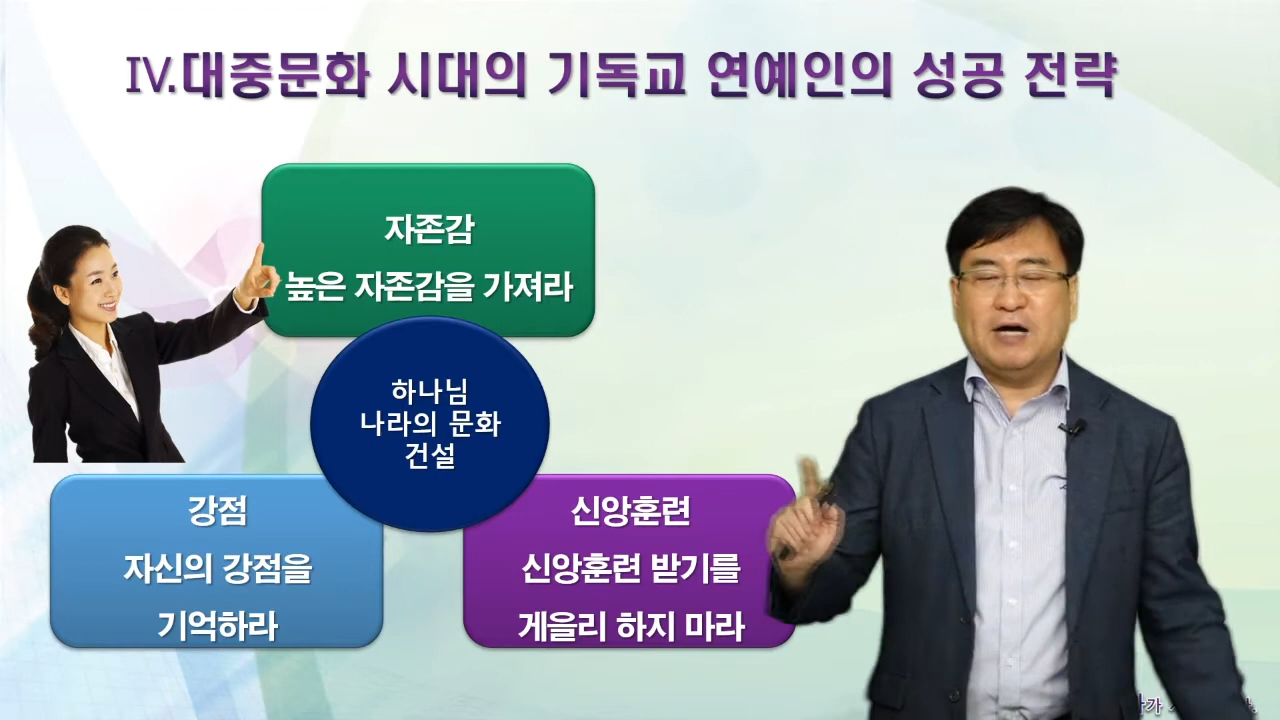 Ⅳ.대중문화 시대의 기독교 연예인의 성공 전략
자존감
높은 자존감을 가져라
하나님
나라의 문화
건설
강점
자신의 강점을
기억하라
신앙훈련
신앙훈련 받기를
게을리 하지 마라